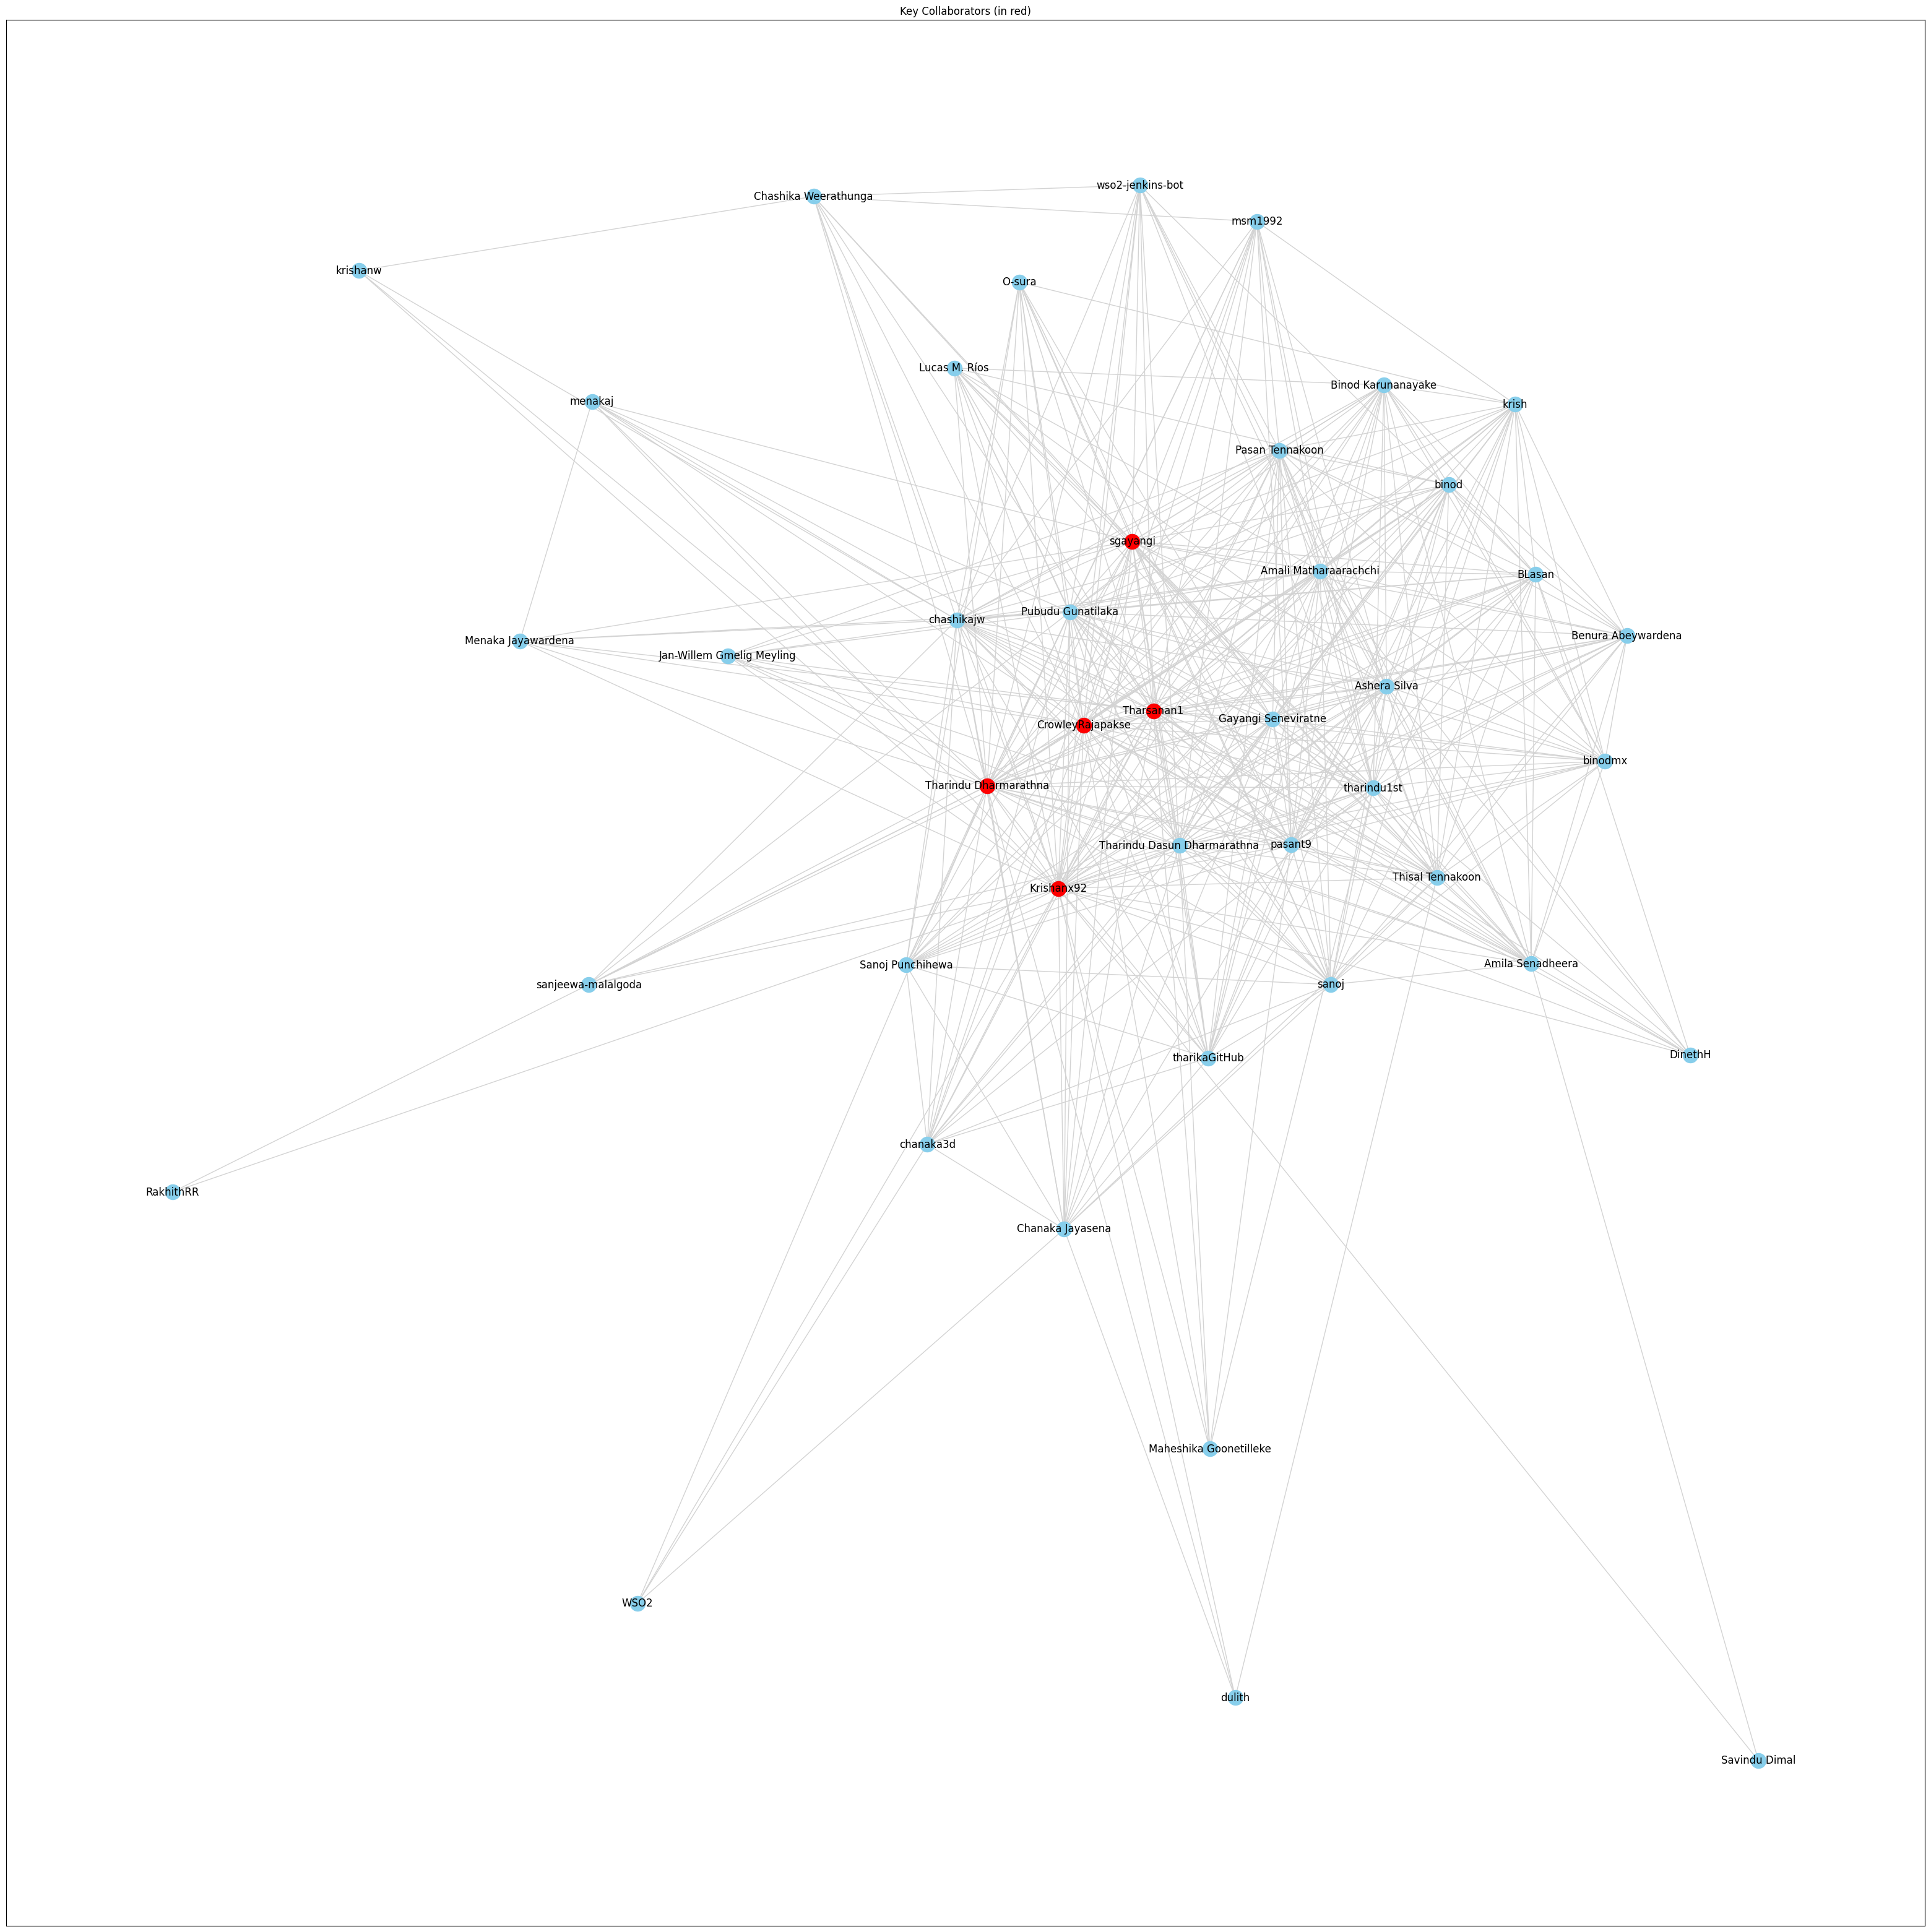 Key Collaborators (in red)
wso2-jenkins-bot
Chashika Weerathunga
msm1992
krishanw
O-sura
Lucas M. Ríos
Binod Karunanayake
menakaj
krish
Pasan Tennakoon
binod
sgayangi
Amali Matharaarachchi
BLasan
Pubudu Gunatilaka
chashikajw
Benura Abeywardena
Menaka Jayawardena
Jan-Willem Gmelig Meyling
Ashera Silva
Tharsanan1
Gayangi Seneviratne
CrowleyRajapakse
binodmx
Tharindu Dharmarathna
tharindu1st
Tharindu Dasun Dharmarathna
pasant9
Thisal Tennakoon
Krishanx92
Amila Senadheera
Sanoj Punchihewa
sanjeewa-malalgoda
sanoj
DinethH
tharikaGitHub
chanaka3d
RakhithRR
Chanaka Jayasena
Maheshika Goonetilleke
WSO2
dulith
Savindu Dimal